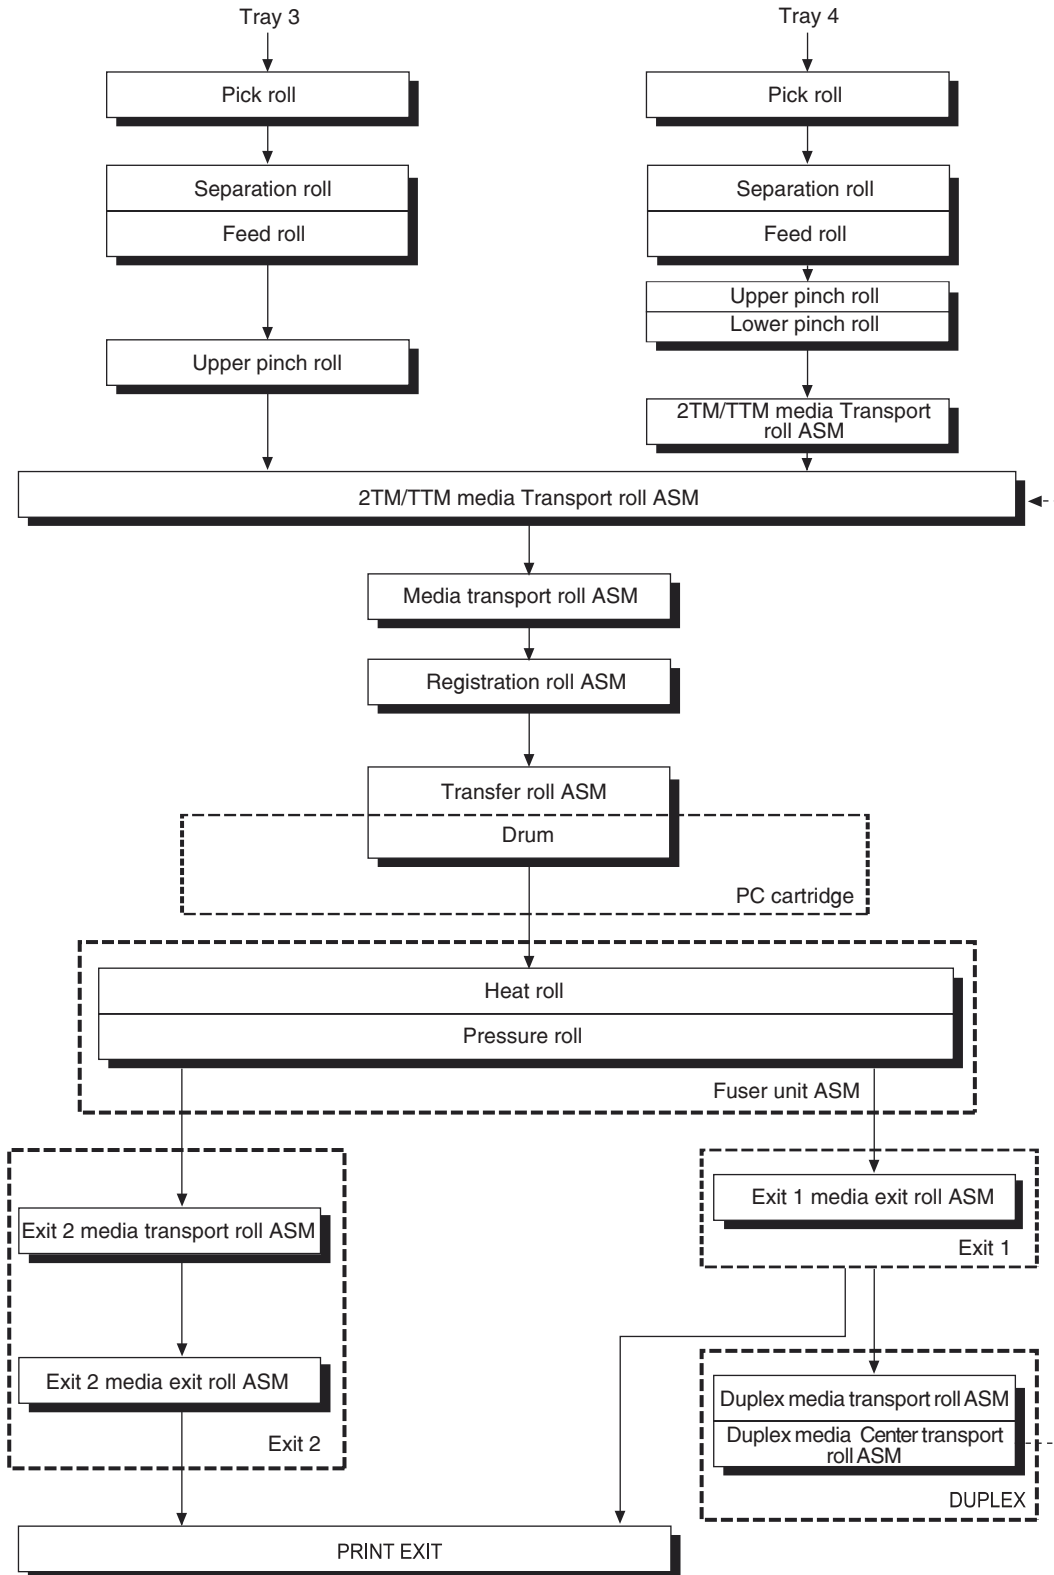 Tray 3
Tray 4
Pick roll
Pick roll
Separation roll
Separation roll
Feed roll
Feed roll
Upper pinch roll
Lower pinch roll
Upper pinch roll
2TM/TTM media Transport
roll ASM
2TM/TTM media Transport roll ASM
Media transport roll ASM
Registration roll ASM
Transfer roll ASM
Drum
PC cartridge
Heat roll
Pressure roll
Fuser unit ASM
Exit 1 media exit roll ASM
Exit 1
Exit 2 media transport roll ASM
Exit 2 media exit roll ASM
Exit 2
Duplex media transport roll ASM
Duplex media Center transport
roll ASM
DUPLEX
PRINT EXIT